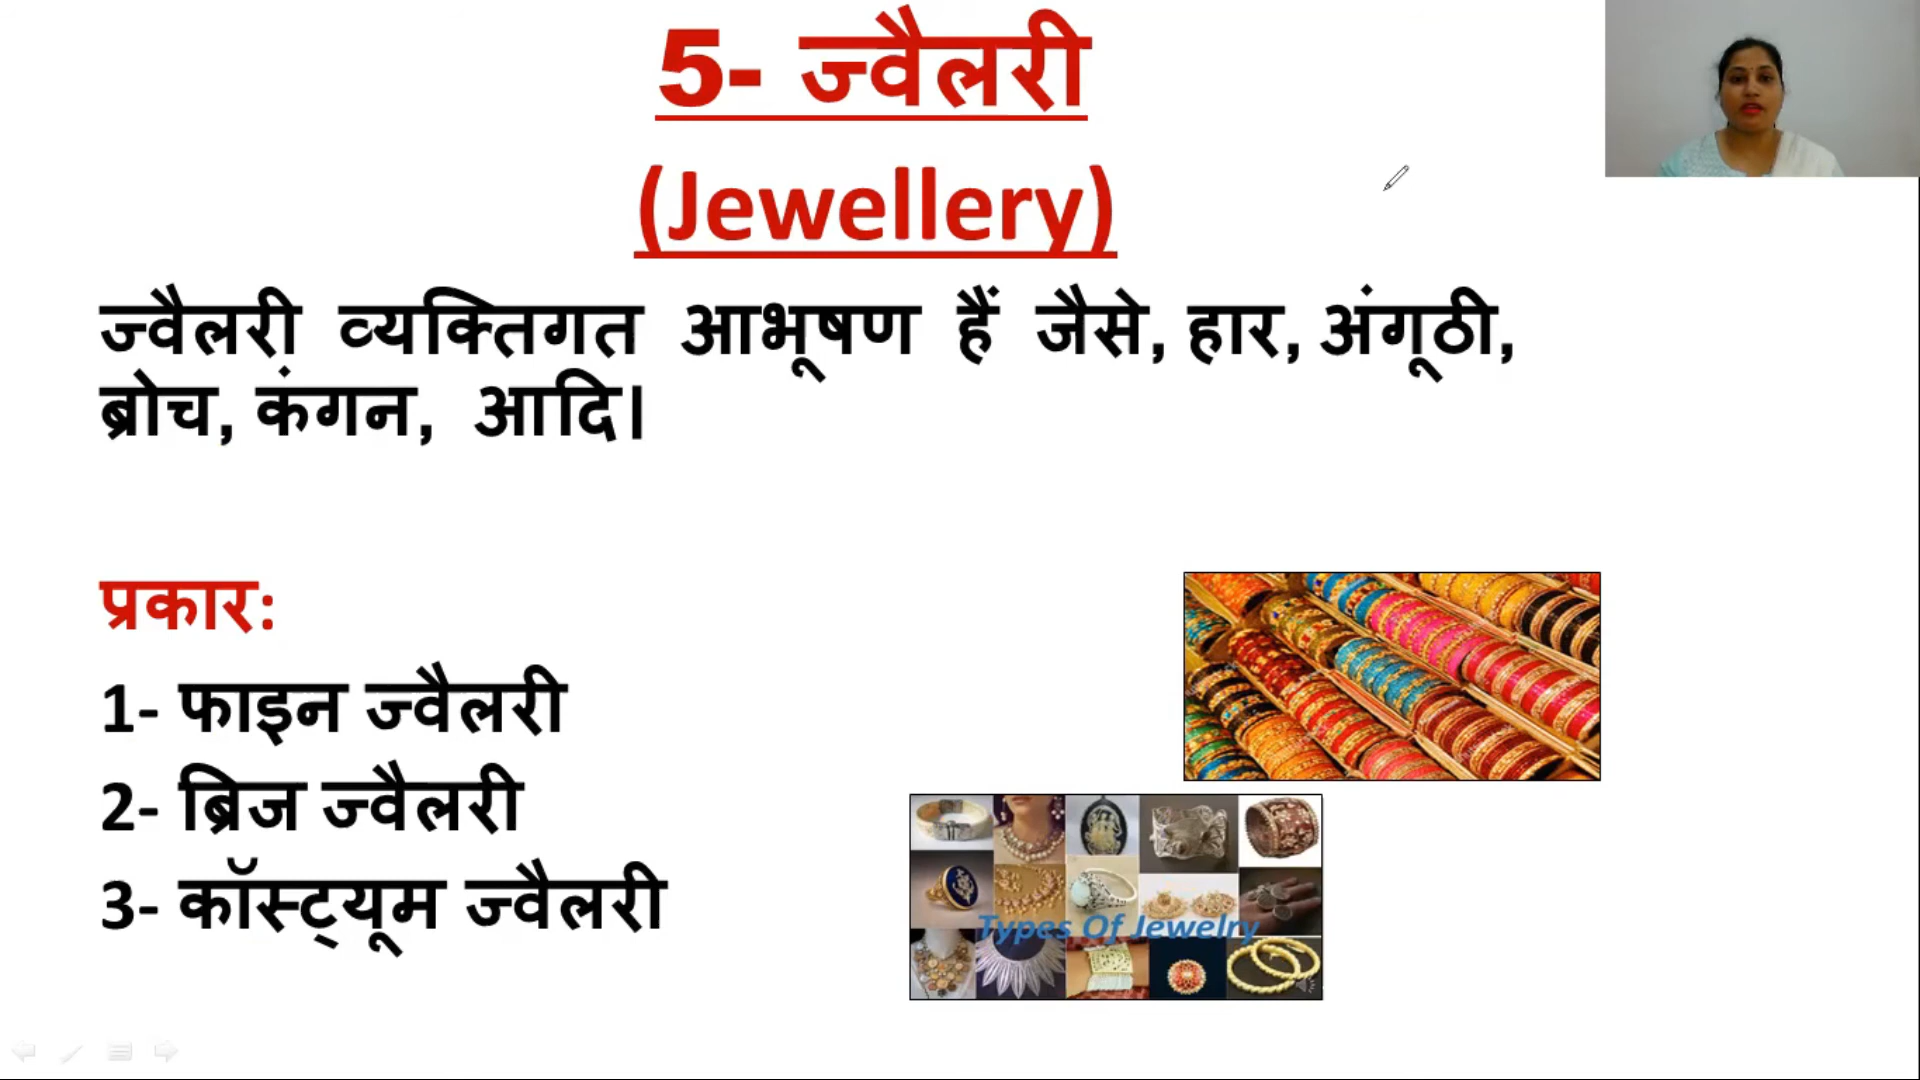 5- ज्वैलरी
(Jewellery)
ज्वैलरी व्यक्तिगत आभूषण हैं जैसे, हार, अंगूठी,
ब्रोच, कंगन, आदि।
प्रकार:
1- फाइन ज्वैलरी
2- ब्रिज ज्वैलरी
3- कॉस्ट्यूम ज्वैलरी
Types Of Jewelry